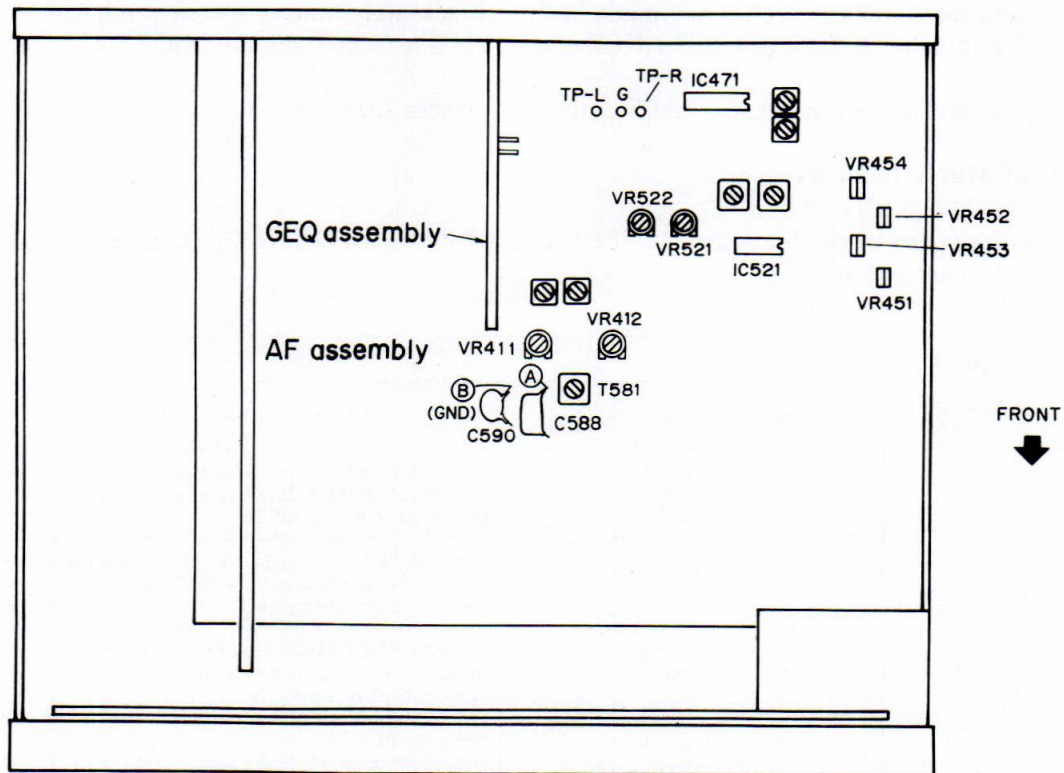 TP-R
IC471
TP-L G
VR454
VR522
VR452
GEQ assembly
VR521
VR453
IC521
VR451
VR412
AF assembly
VR411
A
B
T581
(GND)
C588
C590
FRONT